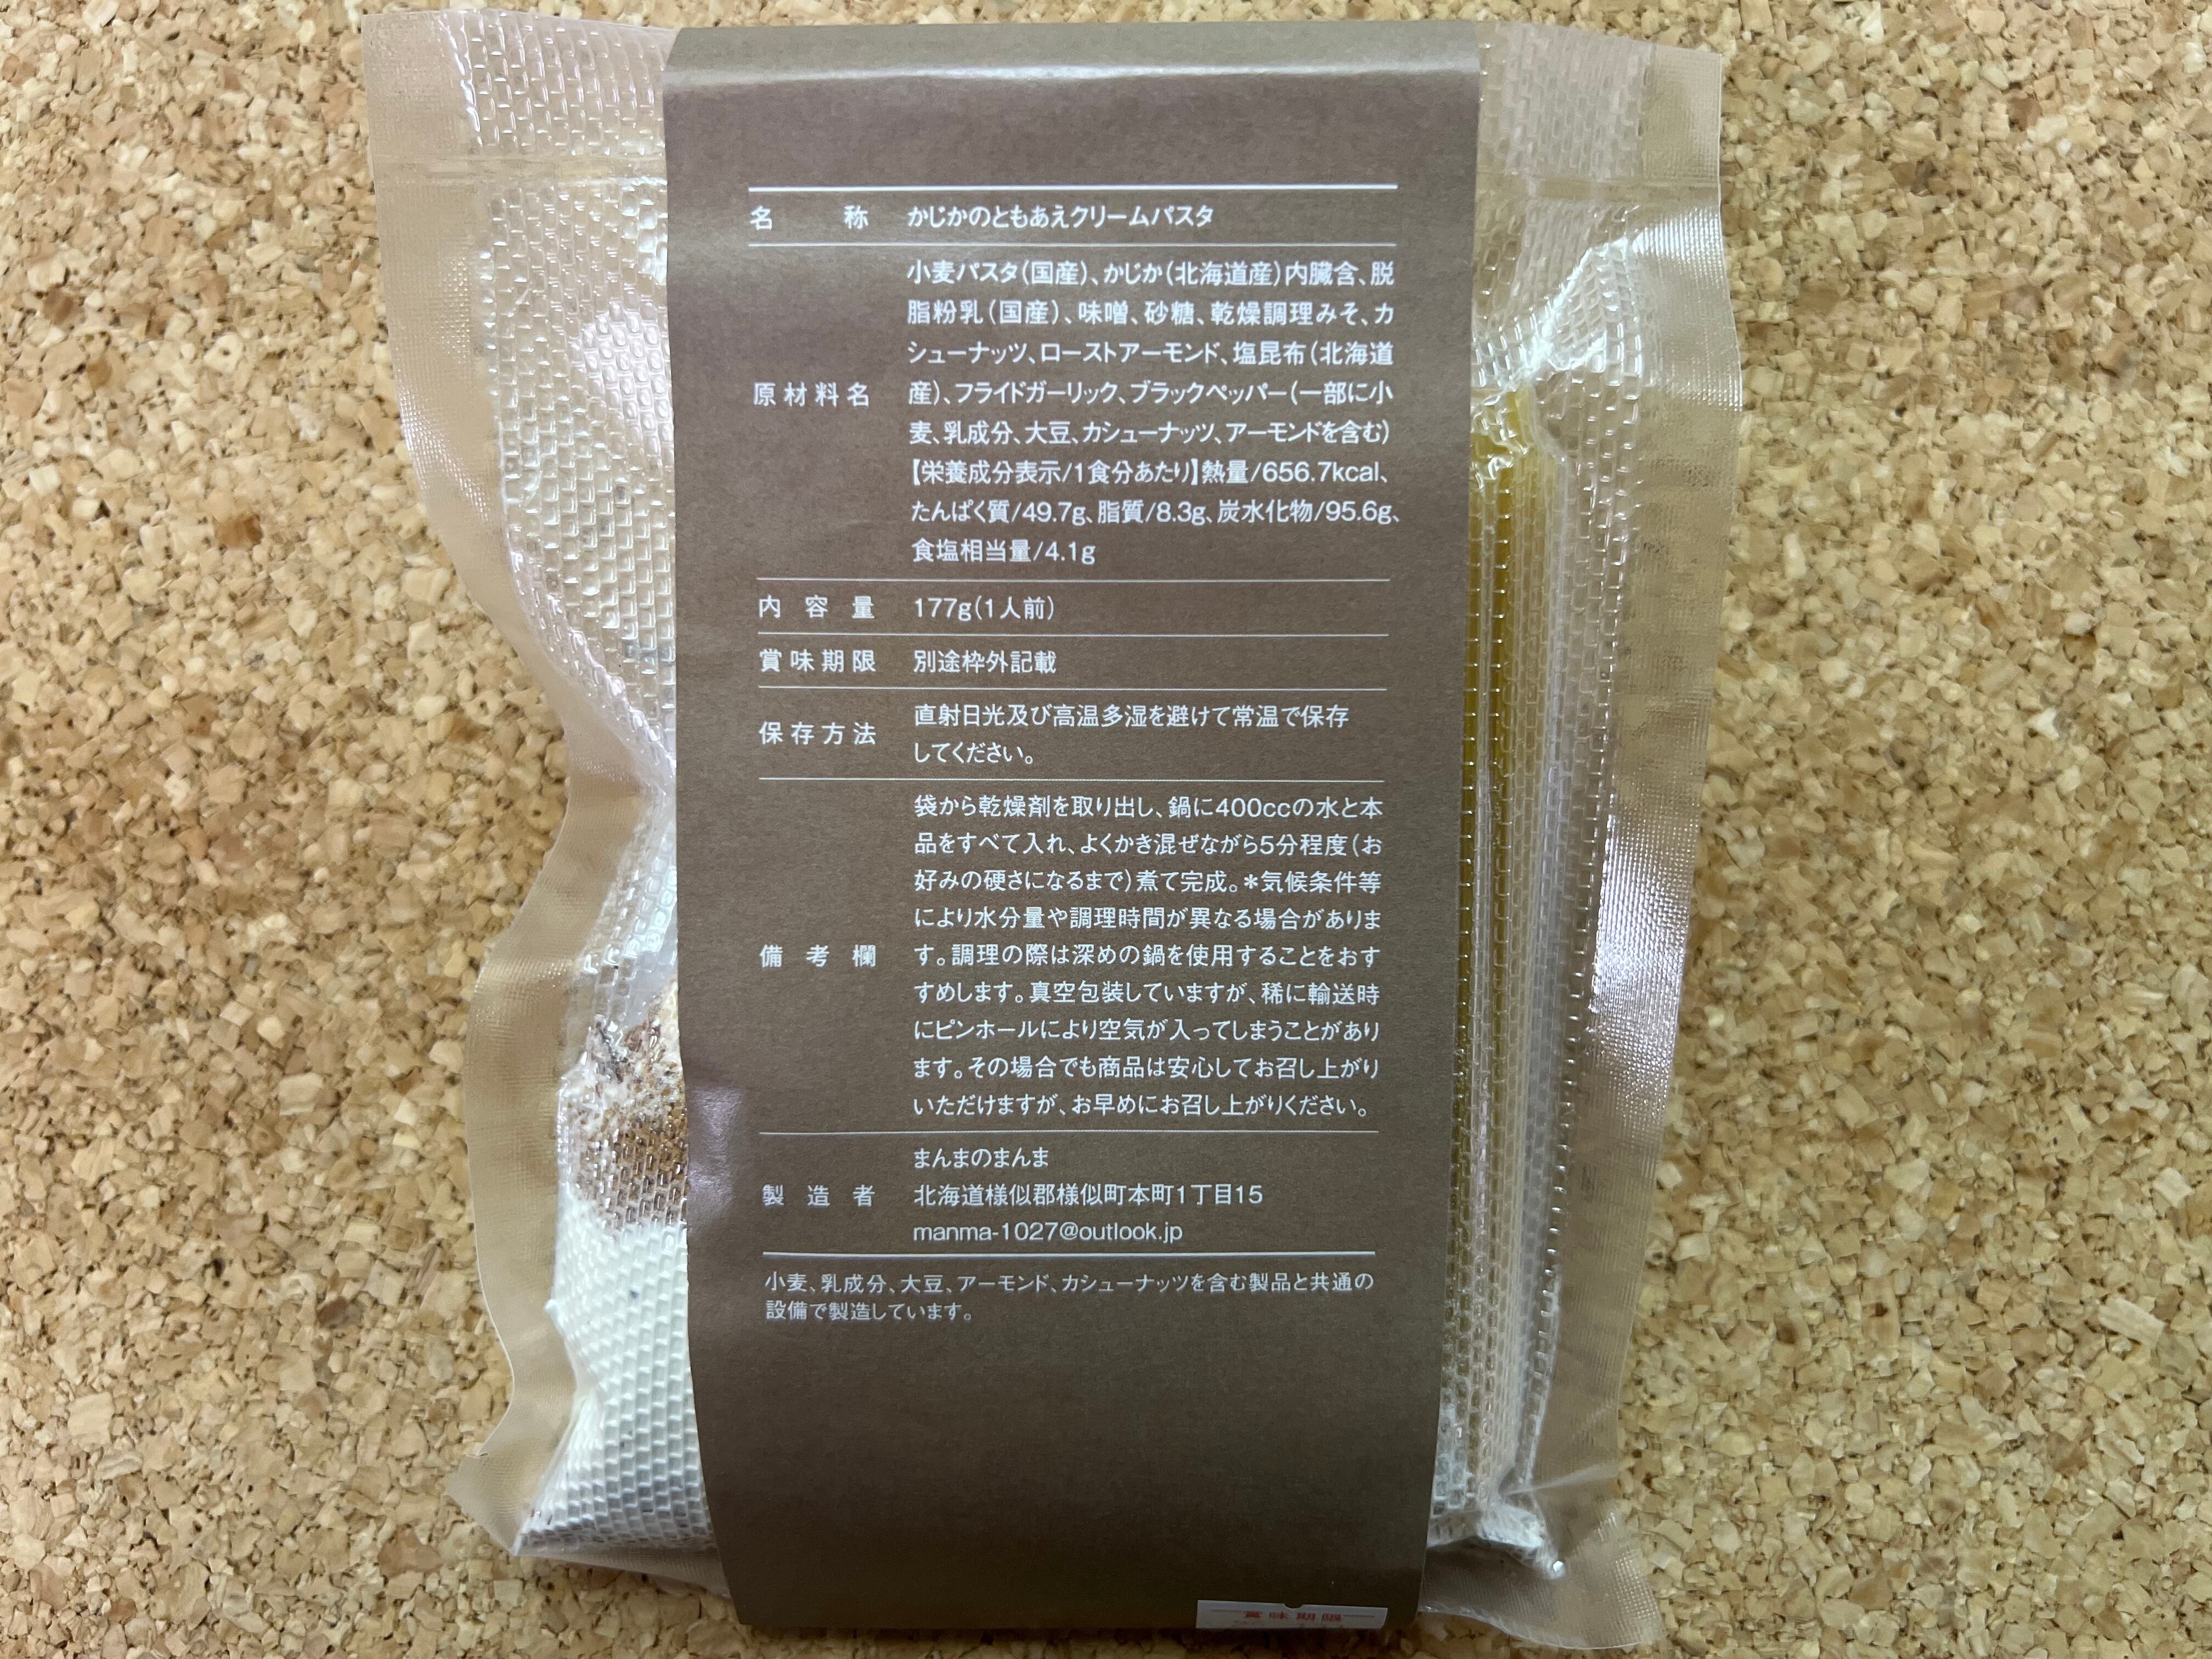 名称 かじかのともあえクリームパスタ
小麦パスタ(国産)、かじか(北海道産)内臓含、脱
脂粉乳(国産)、味噌、砂糖、乾燥調理みそ、カ
シューナッツ、ローストアーモンド、塩昆布(北海道
原材料名 産)、フライドガーリック、ブラックペッパー(一部に小
麦、乳成分、大豆、カシューナッツ、アーモンドを含む)
【栄養成分表示/1食分あたり】熱量/656.7kcal、
たんぱく質/49.7g、脂質/8.3g、炭水化物/95.6g、
食塩相当量/4.1g
内容量 177g(1人前)
賞味期限 別途枠外記載
保存方法 直射日光及び高温多湿を避けて常温で保存
してください。
袋から乾燥剤を取り出し、鍋に400ccの水と本
品をすべて入れ、よくかき混ぜながら5分程度(お
好みの硬さになるまで)煮て完成。*気候条件等
により水分量や調理時間が異なる場合がありま
備考欄 す。調理の際は深めの鍋を使用することをおす
すめします。真空包装していますが、稀に輸送時
にピンホールにより空気が入ってしまうことがあり
ます。その場合でも商品は安心してお召し上がり
いただけますが、お早めにお召し上がりください。
まんまのまんま
製造者 北海道様似郡様似町本町1丁目15
manma-1027@outlook.jp
小麦、乳成分、大豆、アーモンド、カシューナッツを含む製品と共通の
設備で製造しています。
賞味期限